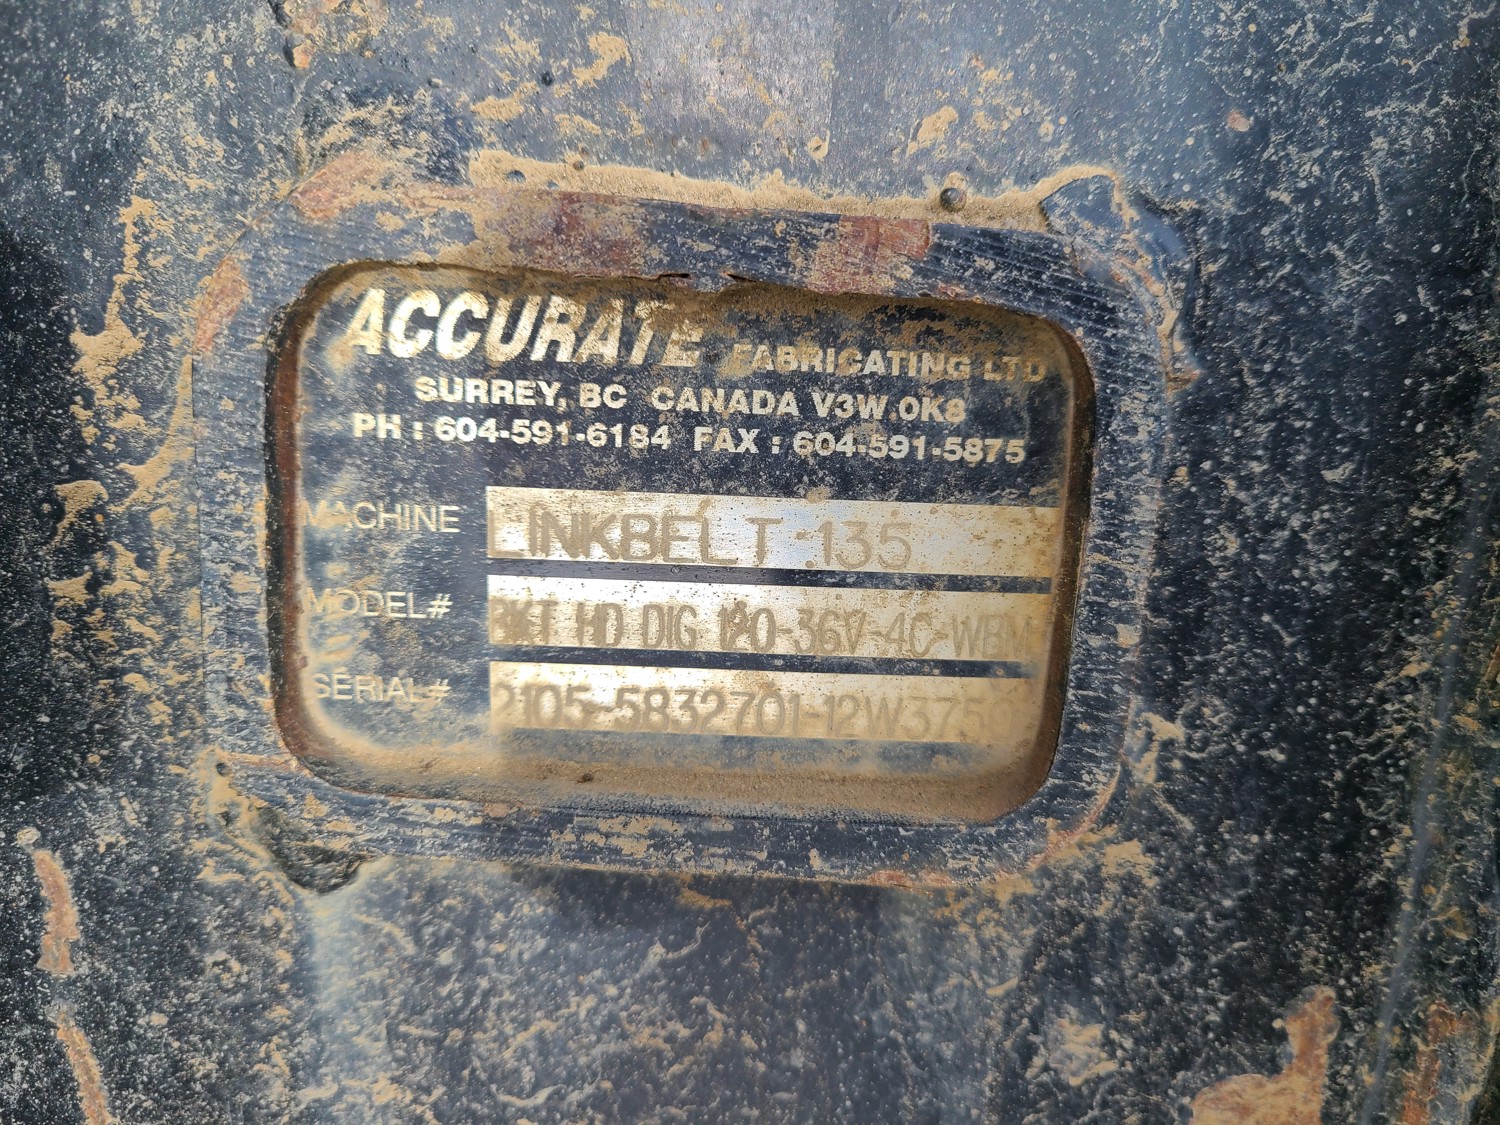 ACCURATE FABRICATING LTD
SURREY, BC CANADA V3W 0K8
PH : 604-591-6184 FAX : 604-591-5875
MACHINE LINKBELT 135
MODEL# BKT HD DIG 120-36V-4C-WBM
SERIAL#